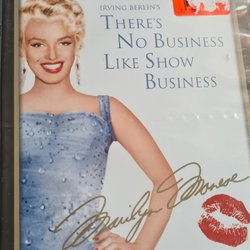 IRVING BERLIN'S
THERE'S
NO BUSINESS
LIKE SHOW
BUSINESS
Marilyn Monroe